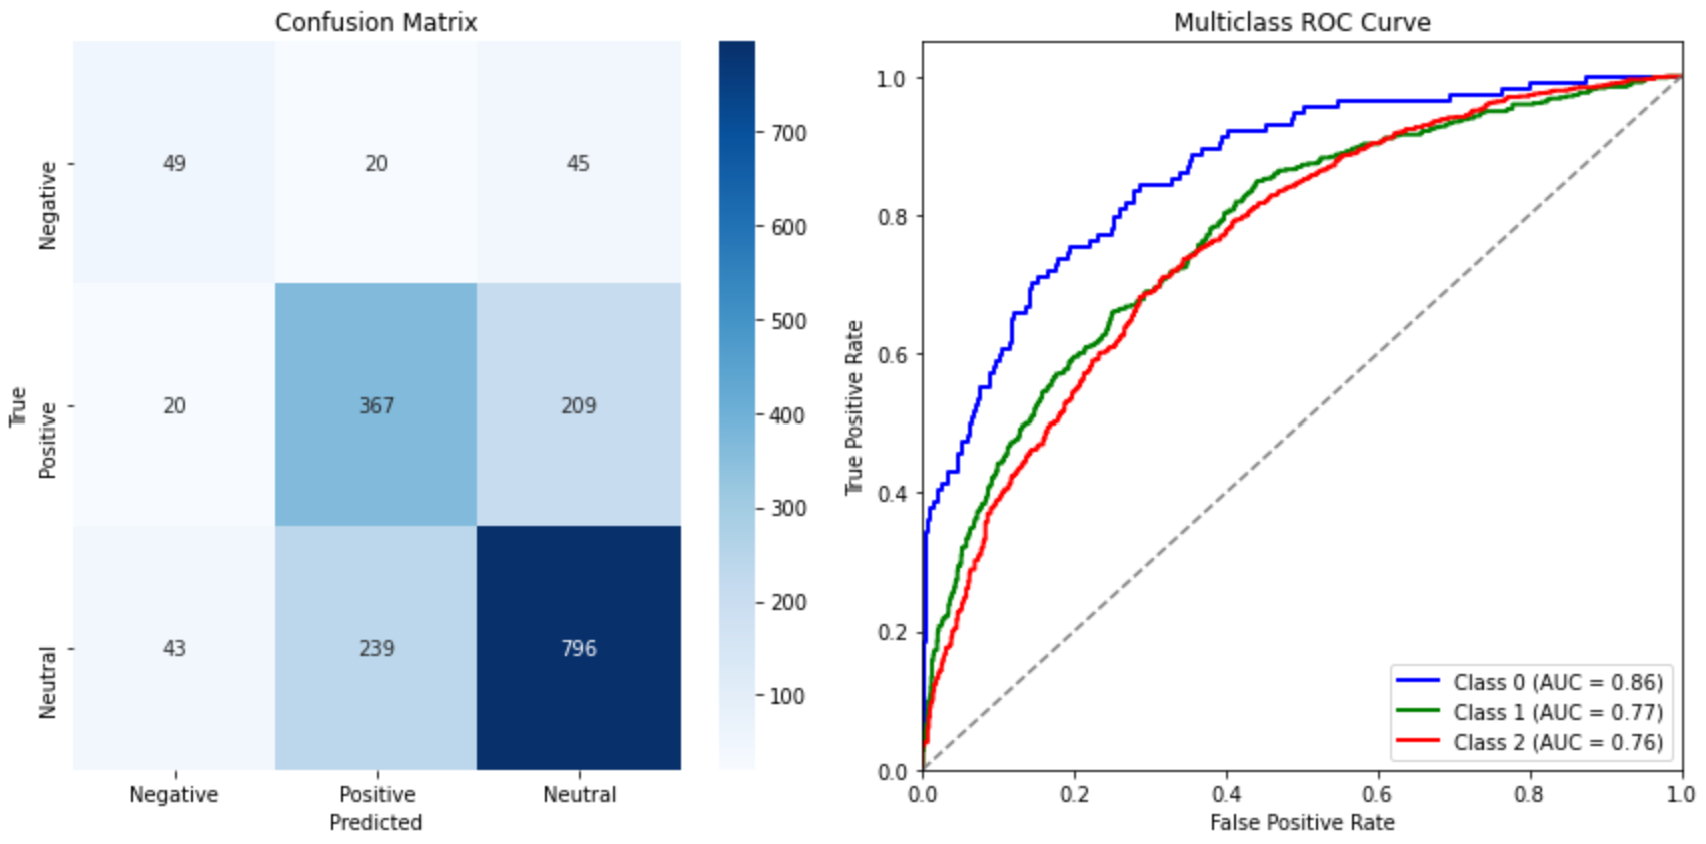 Confusion Matrix
True
Negative
Positive
Neutral
49 20 45
20 367 209
43 239 796
Negative Positive Neutral
Predicted
700
600
500
400
300
200
100
Multiclass ROC Curve
True Positive Rate
1.0
0.8
0.6
0.4
0.2
0.0
Class 0 (AUC = 0.86)
Class 1 (AUC = 0.77)
Class 2 (AUC = 0.76)
0.0 0.2 0.4 0.6 0.8 1.0
False Positive Rate